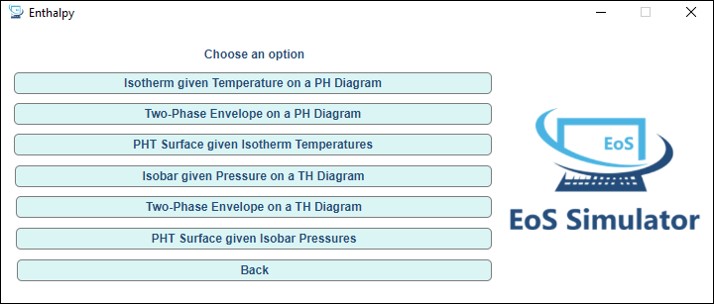 Enthalpy
Choose an option
Isotherm given Temperature on a PH Diagram
Two-Phase Envelope on a PH Diagram
PHT Surface given Isotherm Temperatures
Isobar given Pressure on a TH Diagram
Two-Phase Envelope on a TH Diagram
PHT Surface given Isobar Pressures
Back
EoS
EoS Simulator